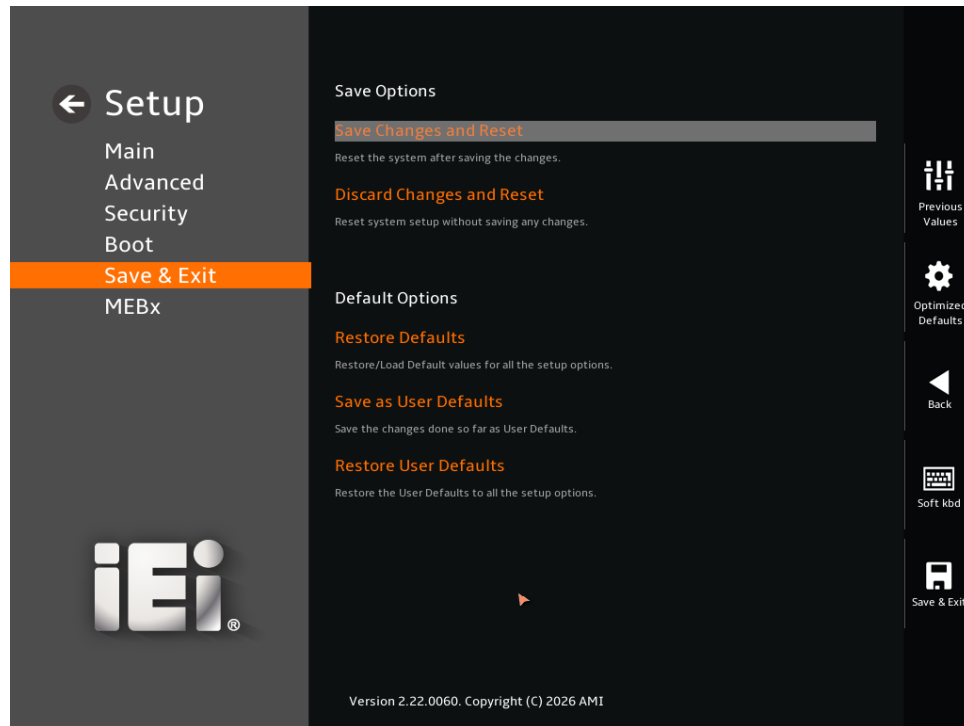 Setup
Main
Advanced
Security
Boot
Save & Exit
MEBx
iEi®
Save Options
Save Changes and Reset
Reset the system after saving the changes.
Discard Changes and Reset
Reset system setup without saving any changes.
Default Options
Restore Defaults
Restore/Load Default values for all the setup options.
Save as User Defaults
Save the changes done so far as User Defaults.
Restore User Defaults
Restore the User Defaults to all the setup options.
Version 2.22.0060. Copyright (C) 2026 AMI
Previous
Values
Optimized
Defaults
Back
Soft kbd
Save & Exit